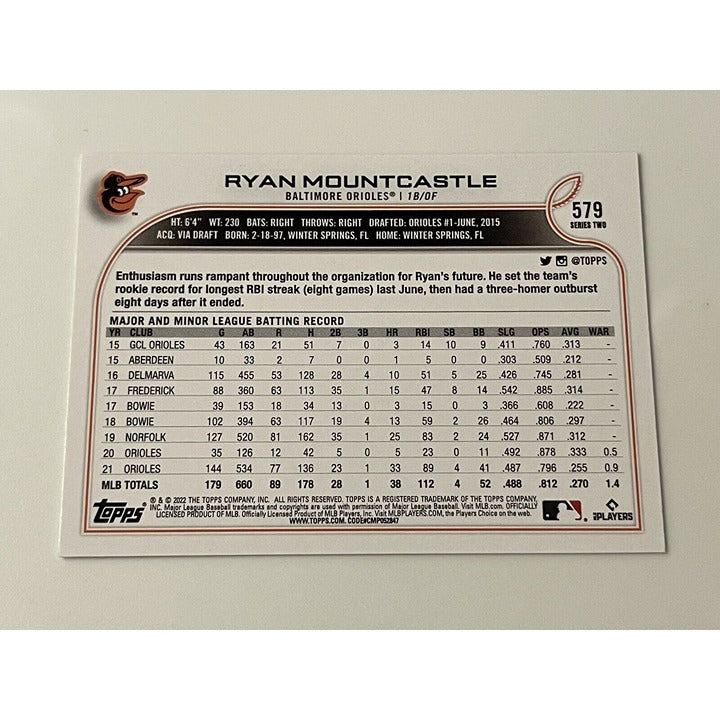 RYAN MOUNTCASTLE
BALTIMORE ORIOLES® | 1B/OF
579
SERIES TWO
HT: 6'4" WT: 230 BATS: RIGHT THROWS: RIGHT DRAFTED: ORIOLES #1-JUNE, 2015
ACQ: VIA DRAFT BORN: 2-18-97, WINTER SPRINGS, FL HOME: WINTER SPRINGS, FL
@TOPPS
Enthusiasm runs rampant throughout the organization for Ryan's future. He set the team's
rookie record for longest RBI streak (eight games) last June, then had a three-homer outburst
eight days after it ended.
MAJOR AND MINOR LEAGUE BATTING RECORD
YR CLUB G AB R H 2B 3B HR RBI SB BB SLG OPS AVG WAR
15 GCL ORIOLES 43 163 21 51 7 0 3 14 10 9 .411 .760 .313 -
15 ABERDEEN 10 33 2 7 0 0 1 5 0 0 .303 .509 .212 -
16 DELMARVA 115 455 53 128 28 4 10 51 5 25 .426 .745 .281 -
17 FREDERICK 88 360 63 113 35 1 15 47 8 14 .542 .885 .314 -
17 BOWIE 39 153 18 34 13 0 3 15 0 3 .366 .608 .222 -
18 BOWIE 102 394 63 117 19 4 13 59 2 26 .464 .806 .297 -
19 NORFOLK 127 520 81 162 35 1 25 83 2 24 .527 .871 .312 -
20 ORIOLES 35 126 12 42 5 0 5 23 0 11 .492 .878 .333 0.5
21 ORIOLES 144 534 77 136 23 1 33 89 4 41 .487 .796 .255 0.9
MLB TOTALS 179 660 89 178 28 1 38 112 4 52 .488 .812 .270 1.4
Topps
® & © 2022 THE TOPPS COMPANY, INC. ALL RIGHTS RESERVED. TOPPS IS A REGISTERED TRADEMARK OF THE TOPPS COMPANY,
INC. Major League Baseball trademarks and copyrights are used with permission of Major League Baseball. Visit MLB.com. OFFICIALLY
LICENSED PRODUCT OF MLB. Officially Licensed Product of MLB Players, Inc. Visit MLBPLAYERS.com, the Players Choice on the web.
WWW.TOPPS.COM. CODE#CMP052847
PLAYERS